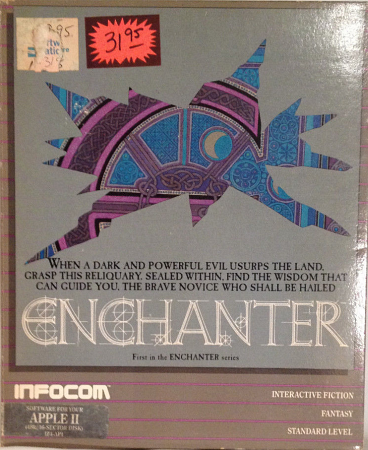 31 95
WHEN A DARK AND POWERFUL EVIL USURPS THE LAND,
GRASP THIS RELIQUARY, SEALED WITHIN, FIND THE WISDOM THAT
CAN GUIDE YOU, THE BRAVE NOVICE WHO SHALL BE HAILED
ENCHANTER
First in the ENCHANTER series
INFOCOM
INTERACTIVE FICTION
SOFTWARE FOR YOUR
APPLE II
FANTASY
STANDARD LEVEL